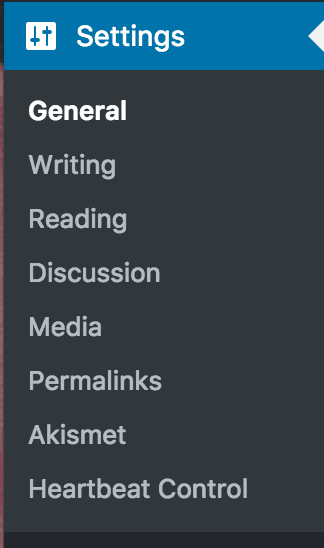 Settings
General
Writing
Reading
Discussion
Media
Permalinks
Akismet
Heartbeat Control